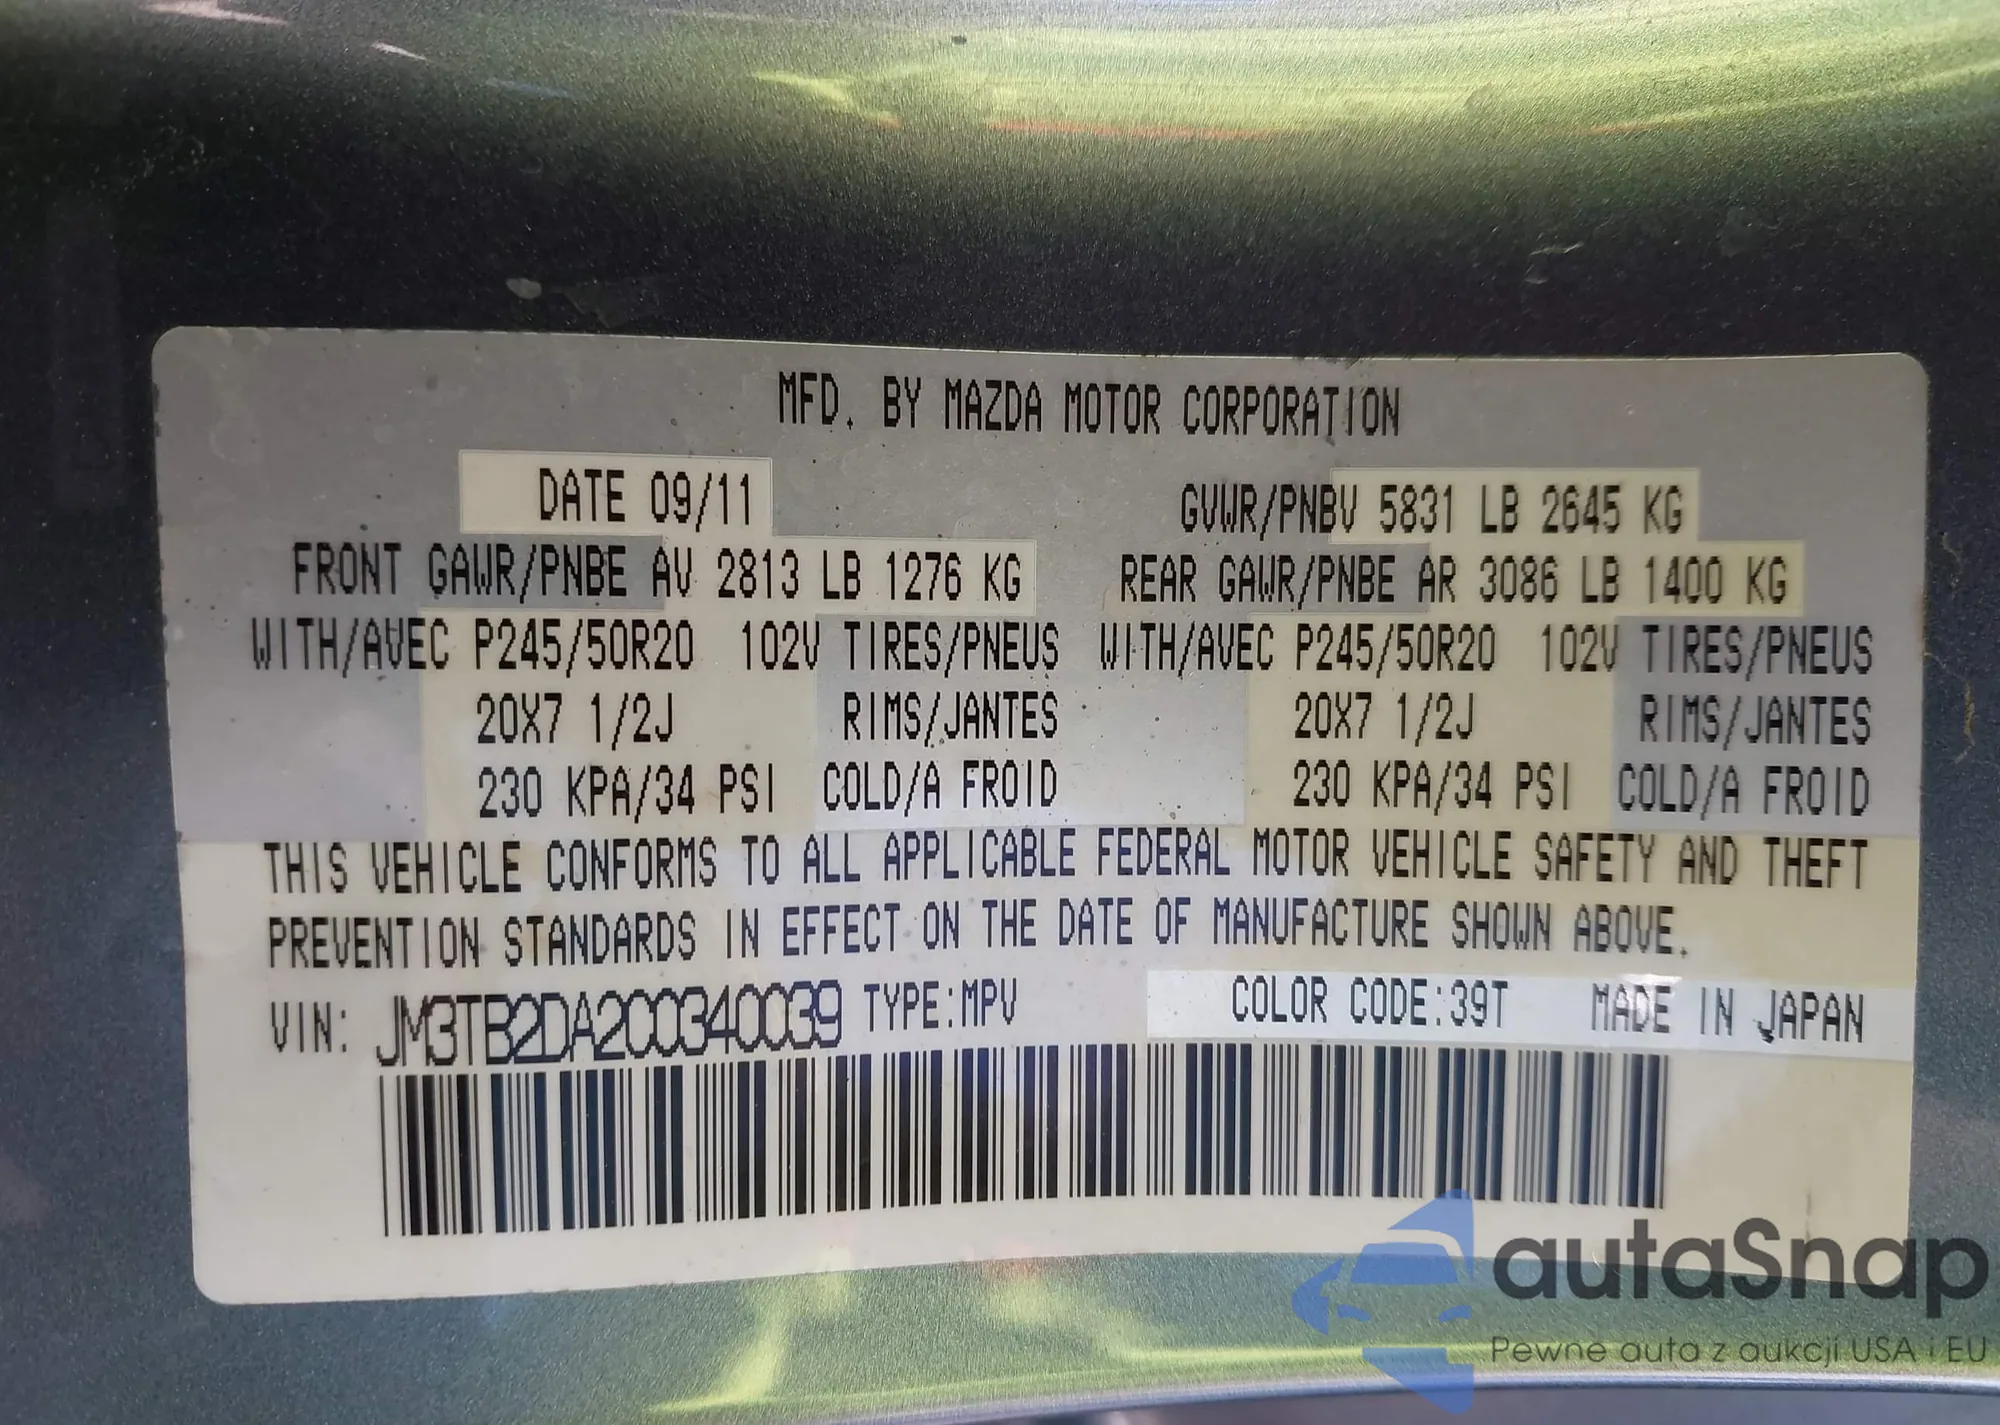 MFD. BY MAZDA MOTOR CORPORATION
DATE 09/11 GVWR/PNBV 5831 LB 2645 KG
FRONT GAWR/PNBE AV 2813 LB 1276 KG REAR GAWR/PNBE AR 3086 LB 1400 KG
WITH/AVEC P245/50R20 102V TIRES/PNEUS WITH/AVEC P245/50R20 102V TIRES/PNEUS
20X7 1/2J RIMS/JANTES 20X7 1/2J RIMS/JANTES
230 KPA/34 PSI COLD/A FROID 230 KPA/34 PSI COLD/A FROID
THIS VEHICLE CONFORMS TO ALL APPLICABLE FEDERAL MOTOR VEHICLE SAFETY AND THEFT
PREVENTION STANDARDS IN EFFECT ON THE DATE OF MANUFACTURE SHOWN ABOVE.
VIN: JM3TB2DA200340039 TYPE:MPV COLOR CODE:39T MADE IN JAPAN
autaSnap
Pewne auta z aukcji USA i EU